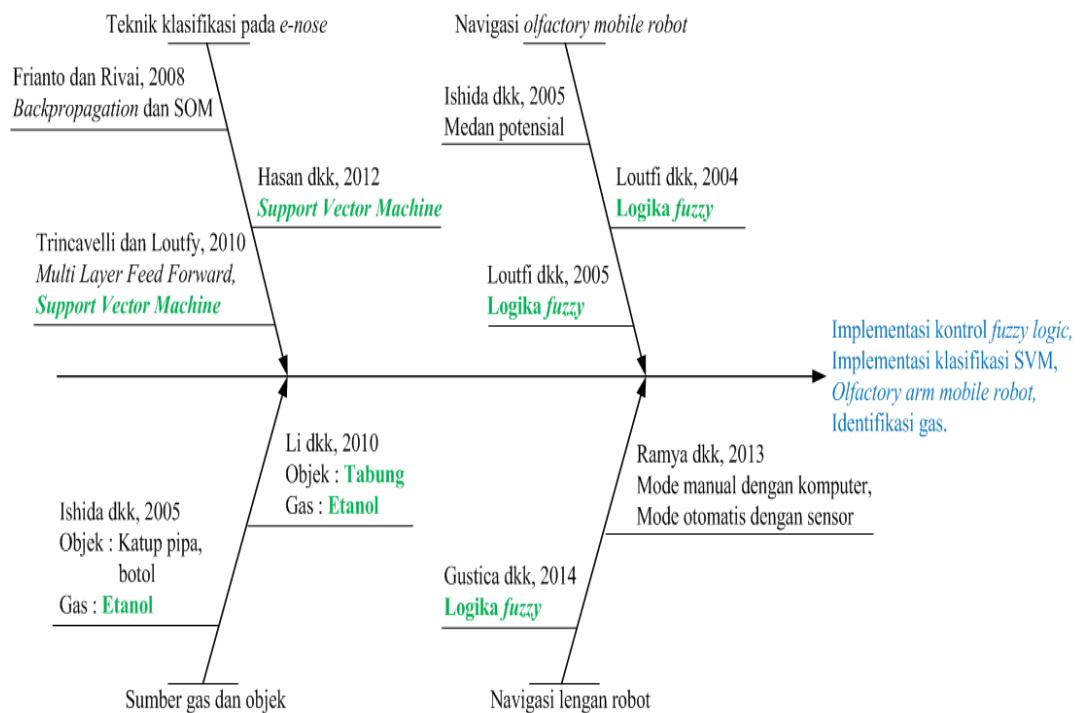 Teknik klasifikasi pada e-nose
Frianto dan Rivai, 2008
Backpropagation dan SOM
Hasan dkk, 2012
Support Vector Machine
Trincavelli dan Loutfy, 2010
Multi Layer Feed Forward,
Support Vector Machine
Navigasi olfactory mobile robot
Ishida dkk, 2005
Medan potensial
Loutfi dkk, 2004
Logika fuzzy
Loutfi dkk, 2005
Logika fuzzy
Implementasi kontrol fuzzy logic,
Implementasi klasifikasi SVM,
Olfactory arm mobile robot,
Identifikasi gas.
Li dkk, 2010
Objek : Tabung
Gas : Etanol
Ishida dkk, 2005
Objek : Katup pipa,
botol
Gas : Etanol
Sumber gas dan objek
Ramya dkk, 2013
Mode manual dengan komputer,
Mode otomatis dengan sensor
Gustica dkk, 2014
Logika fuzzy
Navigasi lengan robot